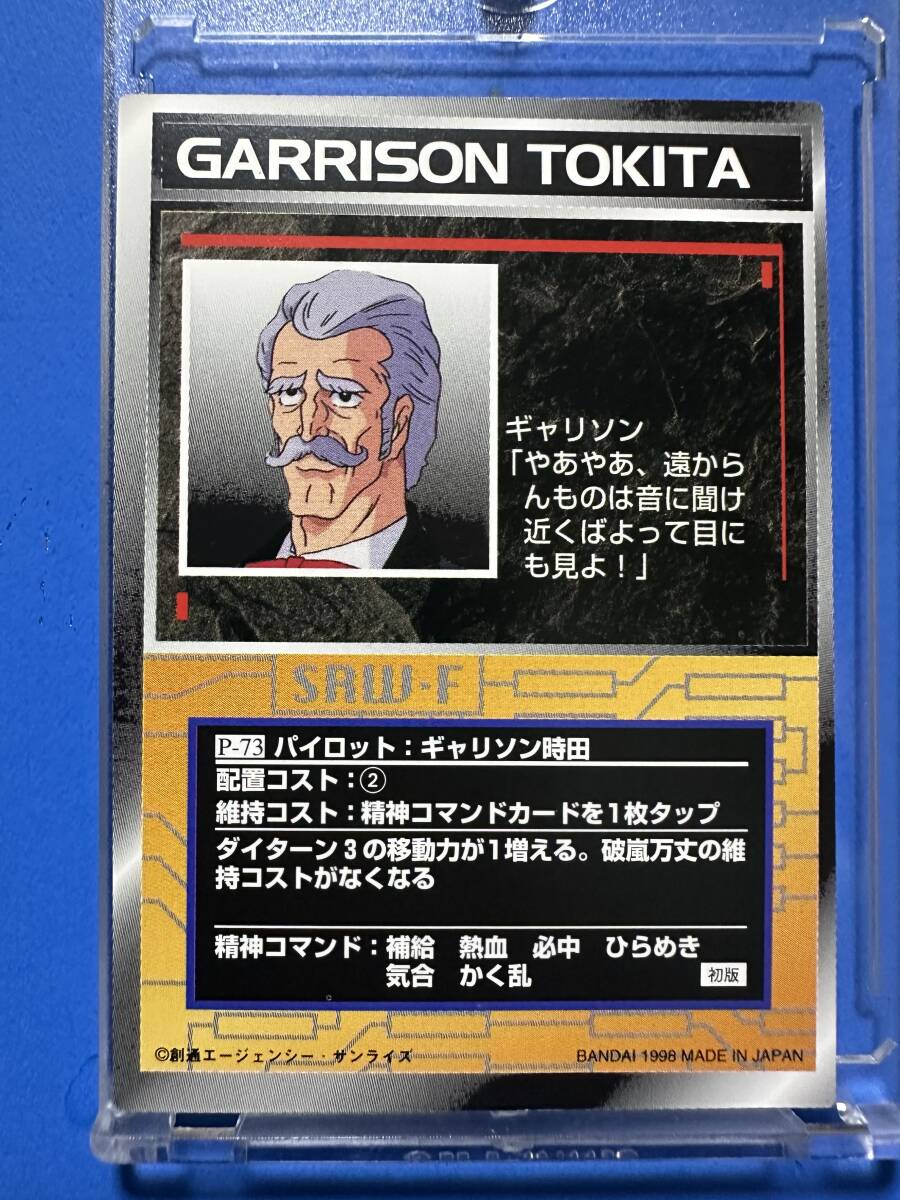 GARRISON TOKITA
ギャリソン
「やあやあ、遠から
んものは音に聞け
近くばよって目に
も見よ！」
SRW-F
P-73 パイロット：ギャリソン時田
配置コスト：②
維持コスト：精神コマンドカードを1枚タップ
ダイターン3の移動力が1増える。破嵐万丈の維
持コストがなくなる
精神コマンド：補給 熱血 必中 ひらめき
気合 かく乱
初版
©創通エージェンシー・サンライズ
BANDAI 1998 MADE IN JAPAN